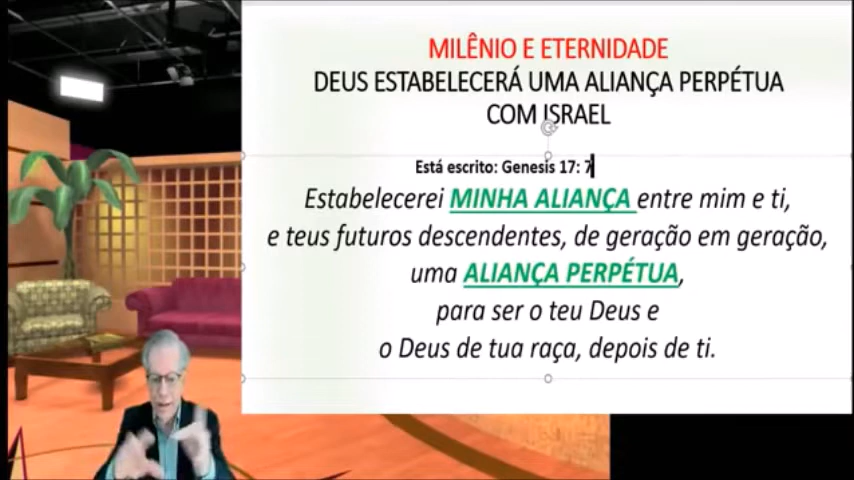 MILÊNIO E ETERNIDADE
DEUS ESTABELECERÁ UMA ALIANÇA PERPÉTUA
COM ISRAEL
Está escrito: Genesis 17: 7
Estabelecerei MINHA ALIANÇA entre mim e ti,
e teus futuros descendentes, de geração em geração,
uma ALIANÇA PERPÉTUA,
para ser o teu Deus e
o Deus de tua raça, depois de ti.